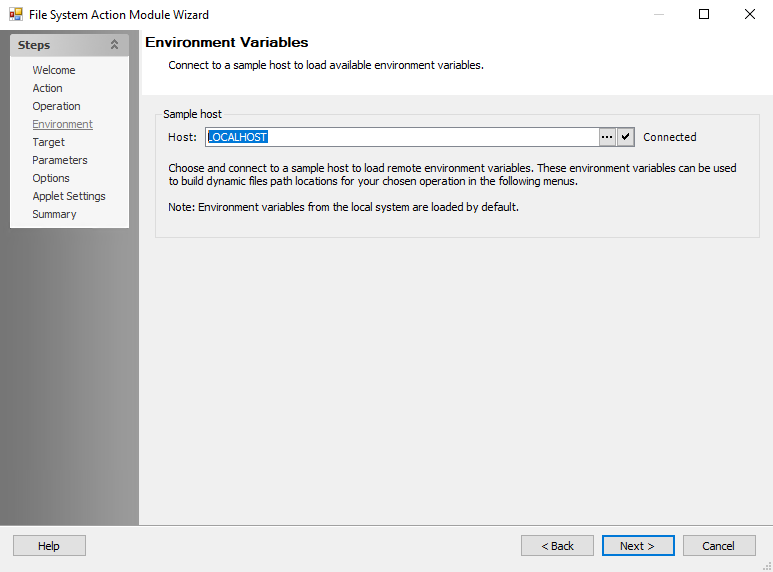 File System Action Module Wizard
Steps
Welcome
Action
Operation
Environment
Target
Parameters
Options
Applet Settings
Summary
Environment Variables
Connect to a sample host to load available environment variables.
Sample host
Host: LOCALHOST ... Connected
Choose and connect to a sample host to load remote environment variables. These environment variables can be used
to build dynamic files path locations for your chosen operation in the following menus.
Note: Environment variables from the local system are loaded by default.
Help
< Back
Next >
Cancel